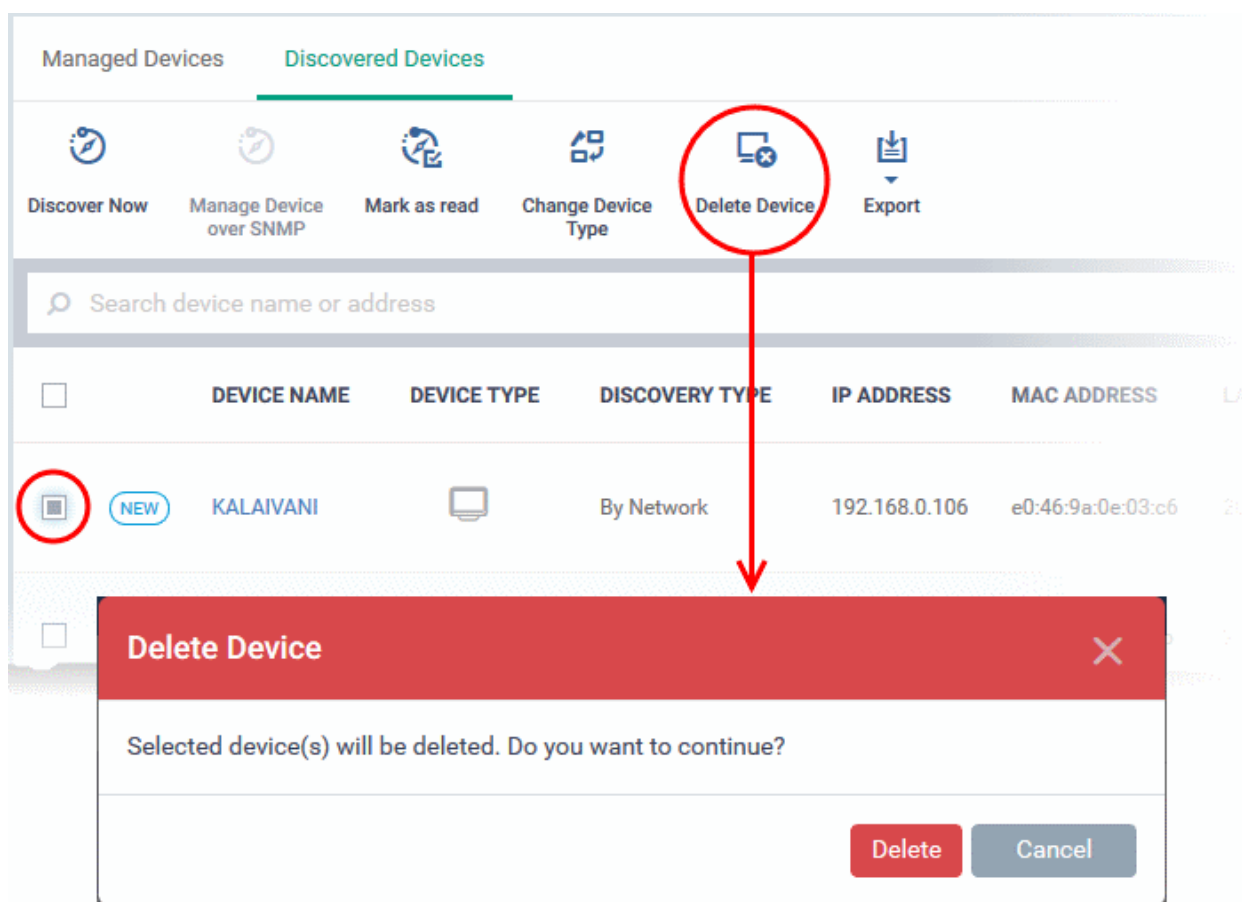 Managed Devices Discovered Devices
Discover Now Manage Device over SNMP Mark as read Change Device Type Delete Device Export
Search device name or address
DEVICE NAME DEVICE TYPE DISCOVERY TYPE IP ADDRESS MAC ADDRESS
NEW KALAIVANI By Network 192.168.0.106 e0:46:9a:0e:03:c6
Delete Device
Selected device(s) will be deleted. Do you want to continue?
Delete Cancel